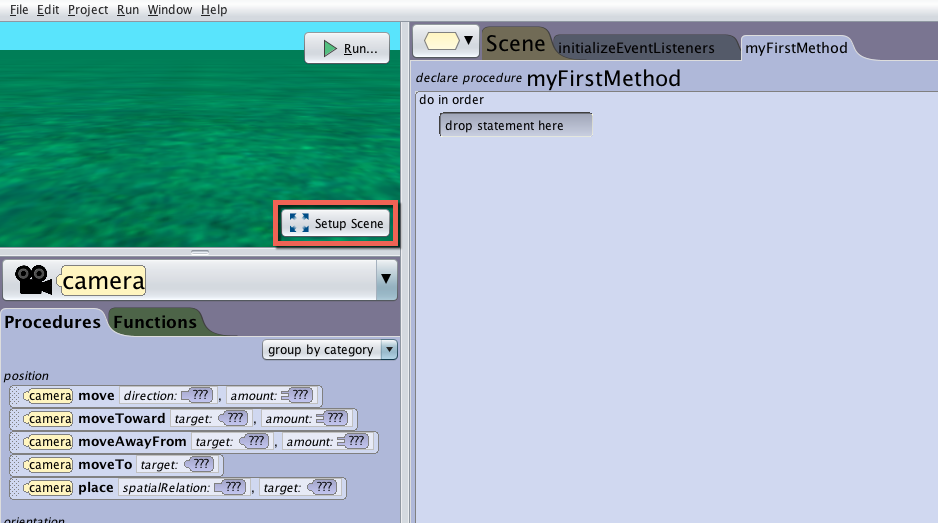 File Edit Project Run Window Help
Run...
Setup Scene
camera
Procedures Functions
group by category
position
camera move direction: ??? , amount: ???
camera moveToward target: ??? , amount: ???
camera moveAwayFrom target: ??? , amount: ???
camera moveTo target: ???
camera place spatialRelation: ??? , target: ???
orientation
Scene initializeEventListeners myFirstMethod
declare procedure myFirstMethod
do in order
drop statement here